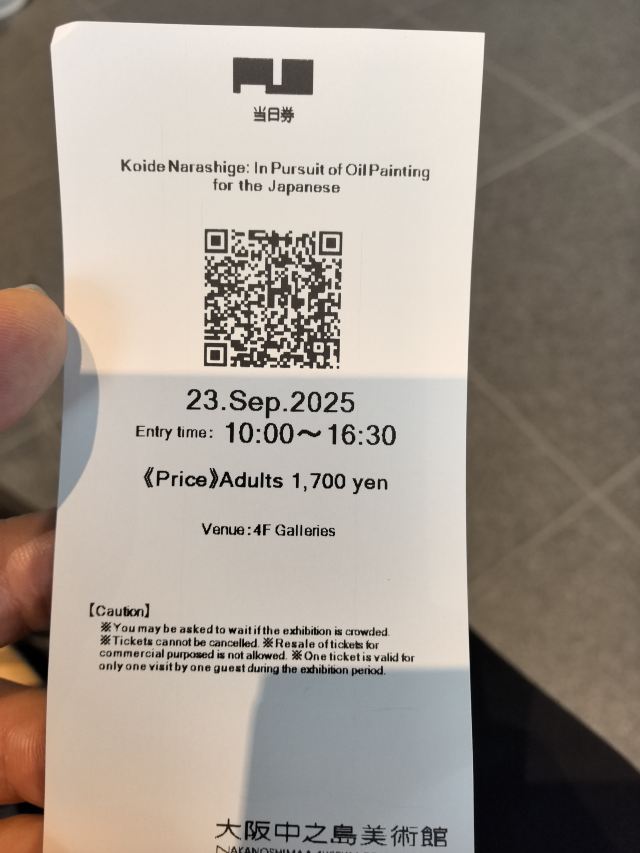 当日券
Koide Narashige: In Pursuit of Oil Painting
for the Japanese
23.Sep.2025
Entry time: 10:00～16:30
《Price》Adults 1,700 yen
Venue:4F Galleries
【Caution】
※You may be asked to wait if the exhibition is crowded.
※Tickets cannot be cancelled. ※Resale of tickets for
commercial purposed is not allowed. ※One ticket is valid for
only one visit by one guest during the exhibition period.
大阪中之島美術館